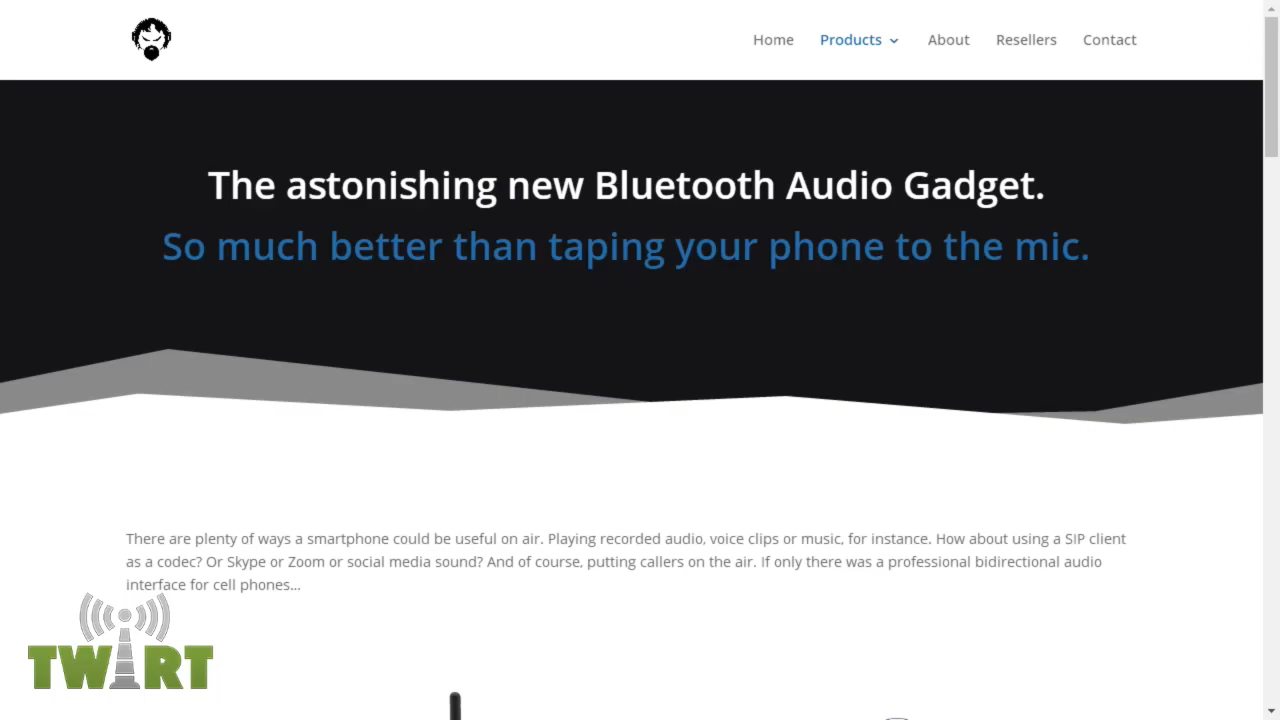 Home Products About Resellers Contact
The astonishing new Bluetooth Audio Gadget.
So much better than taping your phone to the mic.
There are plenty of ways a smartphone could be useful on air. Playing recorded audio, voice clips or music, for instance. How about using a SIP client
as a codec? Or Skype or Zoom or social media sound? And of course, putting callers on the air. If only there was a professional bidirectional audio
interface for cell phones...
TWiRT